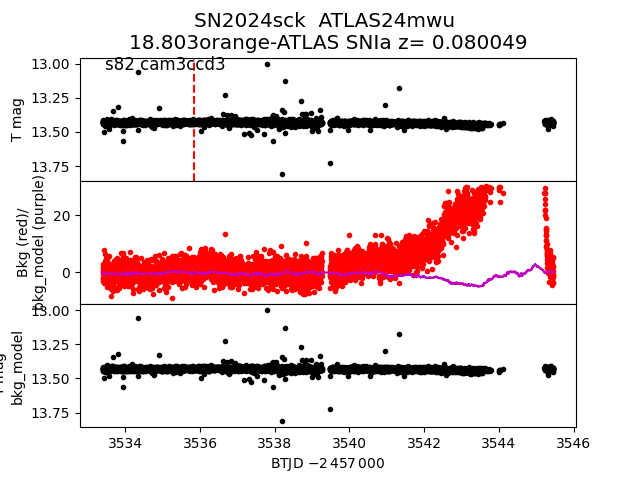 SN2024sck ATLAS24mwu
18.803orange-ATLAS SNIa z= 0.080049
s82 cam3ccd3
T mag
13.00
13.25
13.50
13.75
Bkg (red)/
bkg_model (purple)
20
0
bkg_model
13.00
13.25
13.50
13.75
3534 3536 3538 3540 3542 3544 3546
BTJD −2 457 000